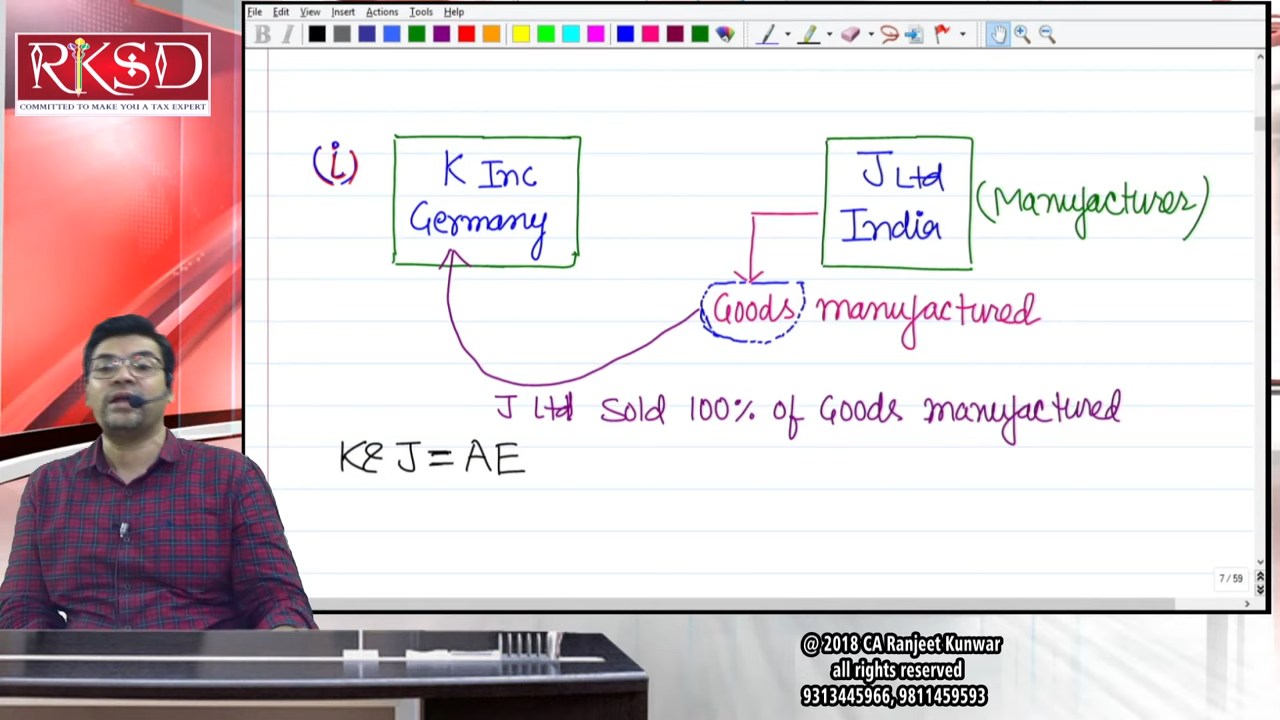 File Edit View Insert Actions Tools Help
B I
RKSD
COMMITTED TO MAKE YOU A TAX EXPERT
(i)
K Inc
Germany
J Ltd
India
(Manufacturer)
Goods manufactured
J Ltd sold 100% of Goods manufactured
K & J = AE
7 / 59
@ 2018 CA Ranjeet Kunwar
all rights reserved
9313445966, 9811459593